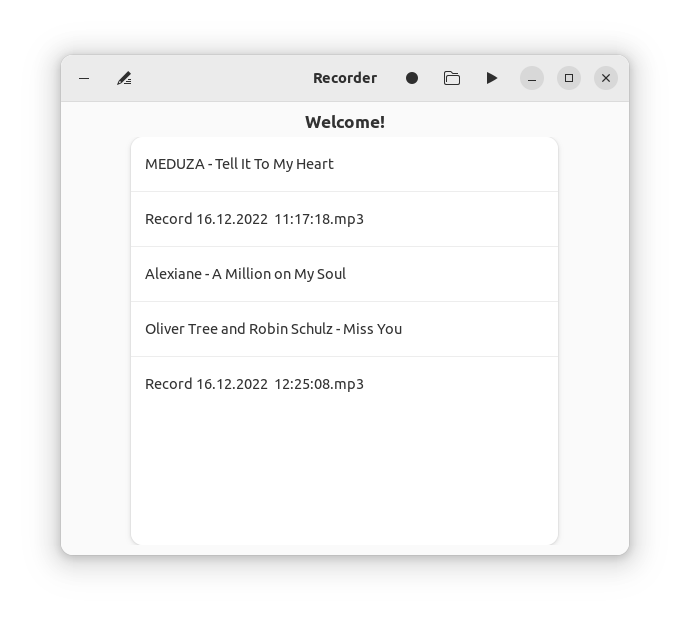 Recorder
Welcome!
MEDUZA - Tell It To My Heart
Record 16.12.2022  11:17:18.mp3
Alexiane - A Million on My Soul
Oliver Tree and Robin Schulz - Miss You
Record 16.12.2022  12:25:08.mp3